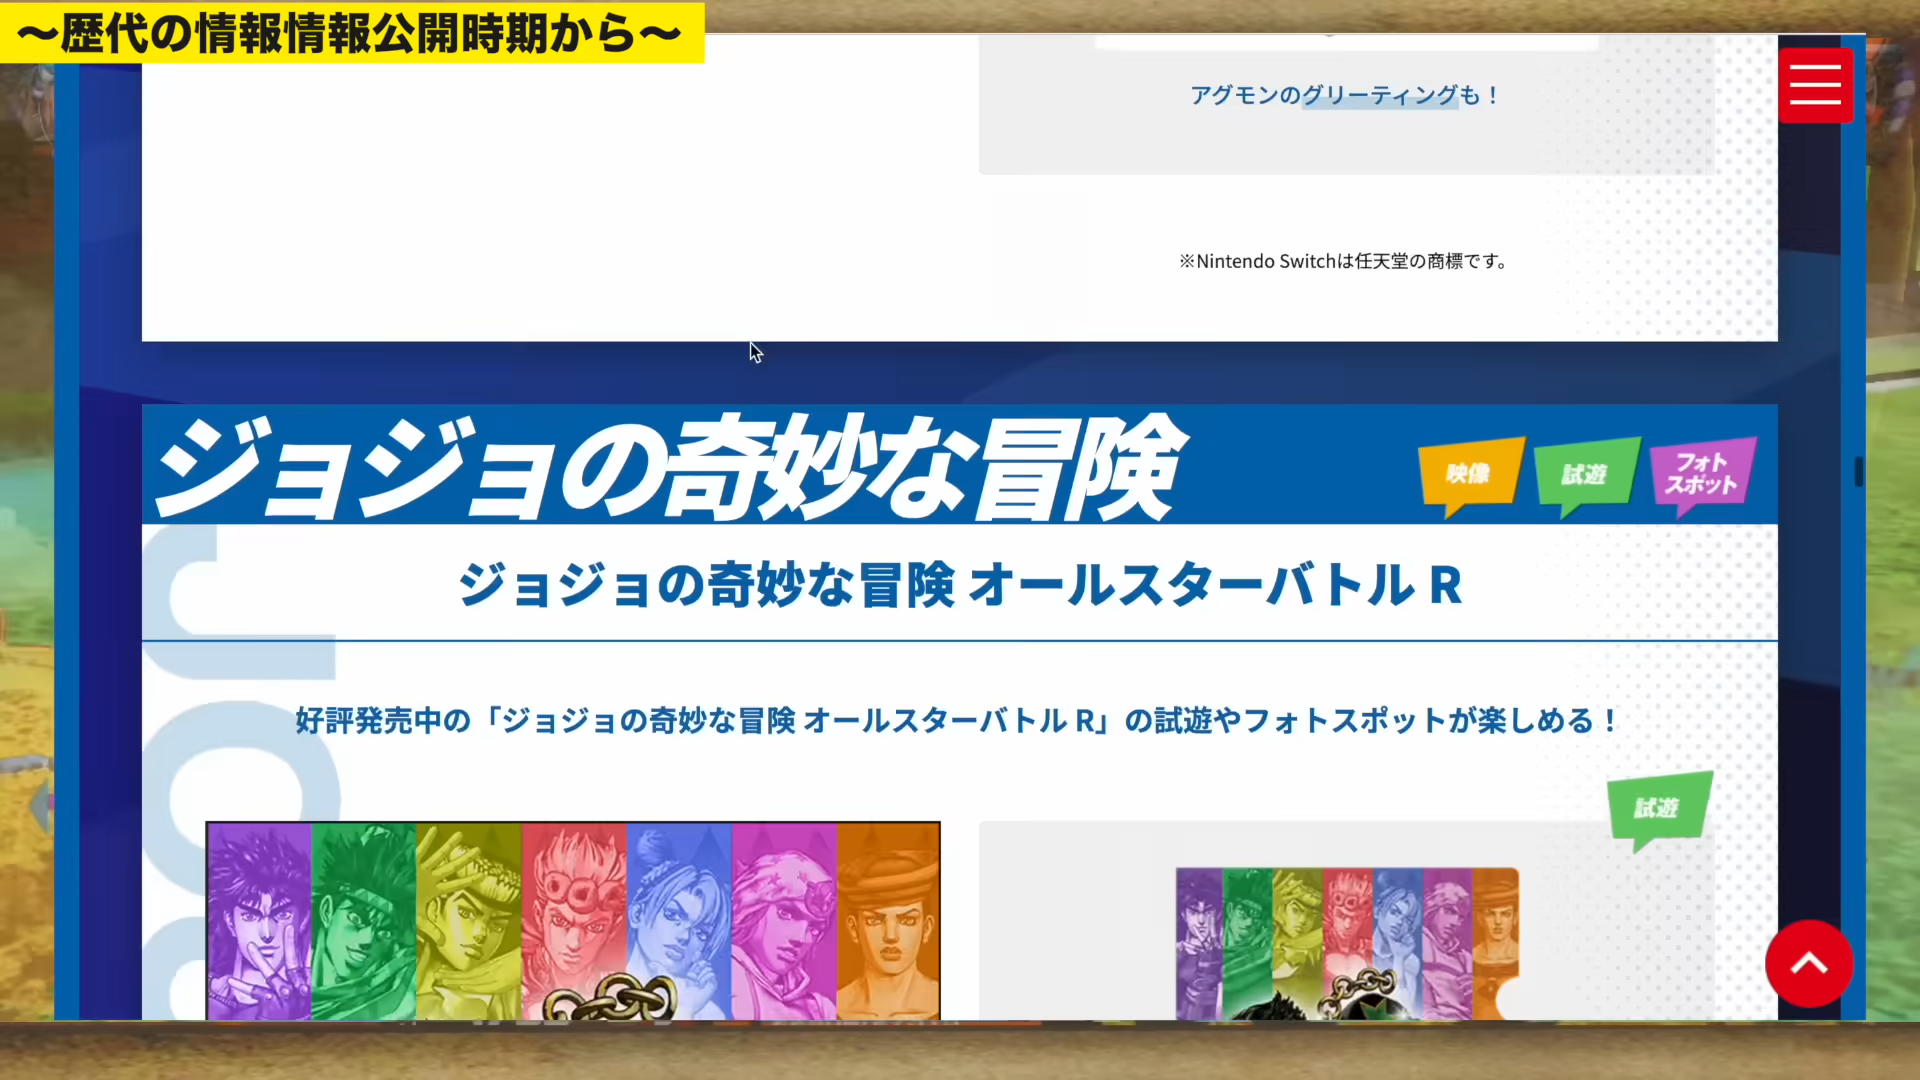 〜歴代の情報情報公開時期から〜
アグモンのグリーティングも！
※Nintendo Switchは任天堂の商標です。
ジョジョの奇妙な冒険
映像
試遊
フォト
スポット
ジョジョの奇妙な冒険 オールスターバトル R
好評発売中の「ジョジョの奇妙な冒険 オールスターバトル R」の試遊やフォトスポットが楽しめる！
試遊